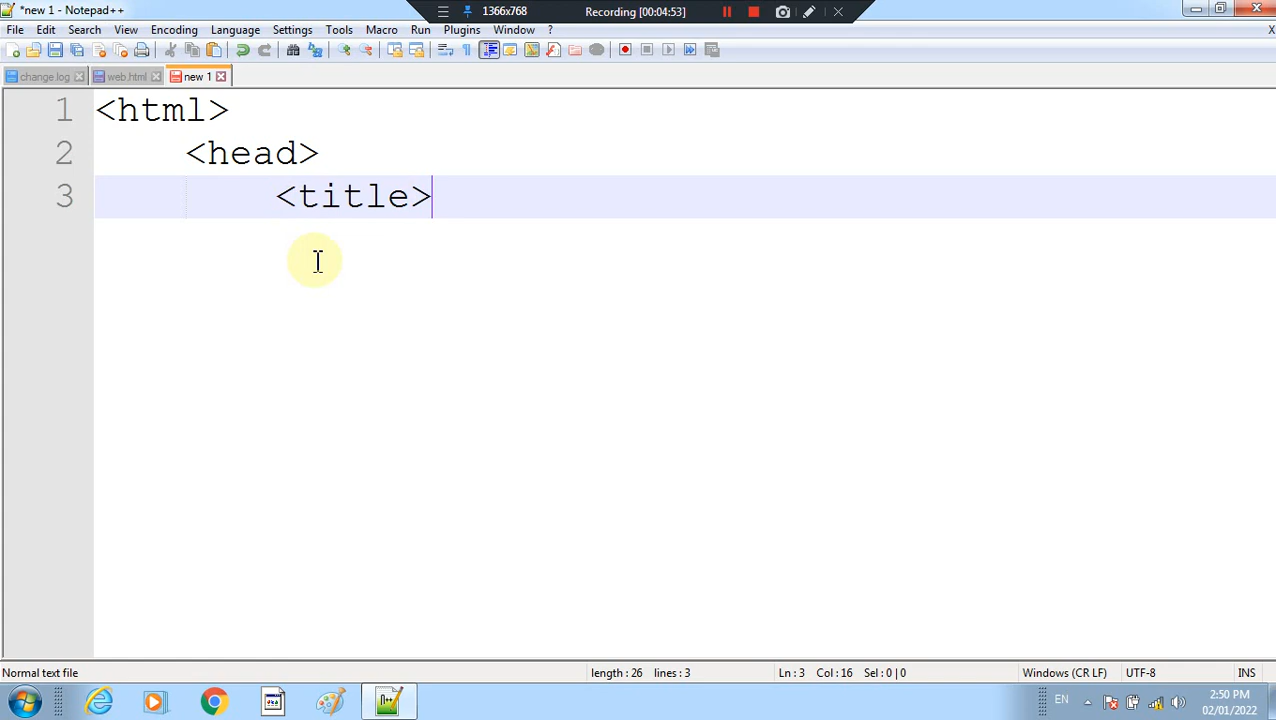 *new 1 - Notepad++
1366x768
Recording [00:04:53]
File Edit Search View Encoding Language Settings Tools Macro Run Plugins Window ?
X
change.log web.html new 1
1 <html>
2 <head>
3 <title>
Normal text file
length : 26 lines : 3
Ln : 3 Col : 16 Sel : 0 | 0
Windows (CR LF)
UTF-8
INS
EN
2:50 PM
02/01/2022